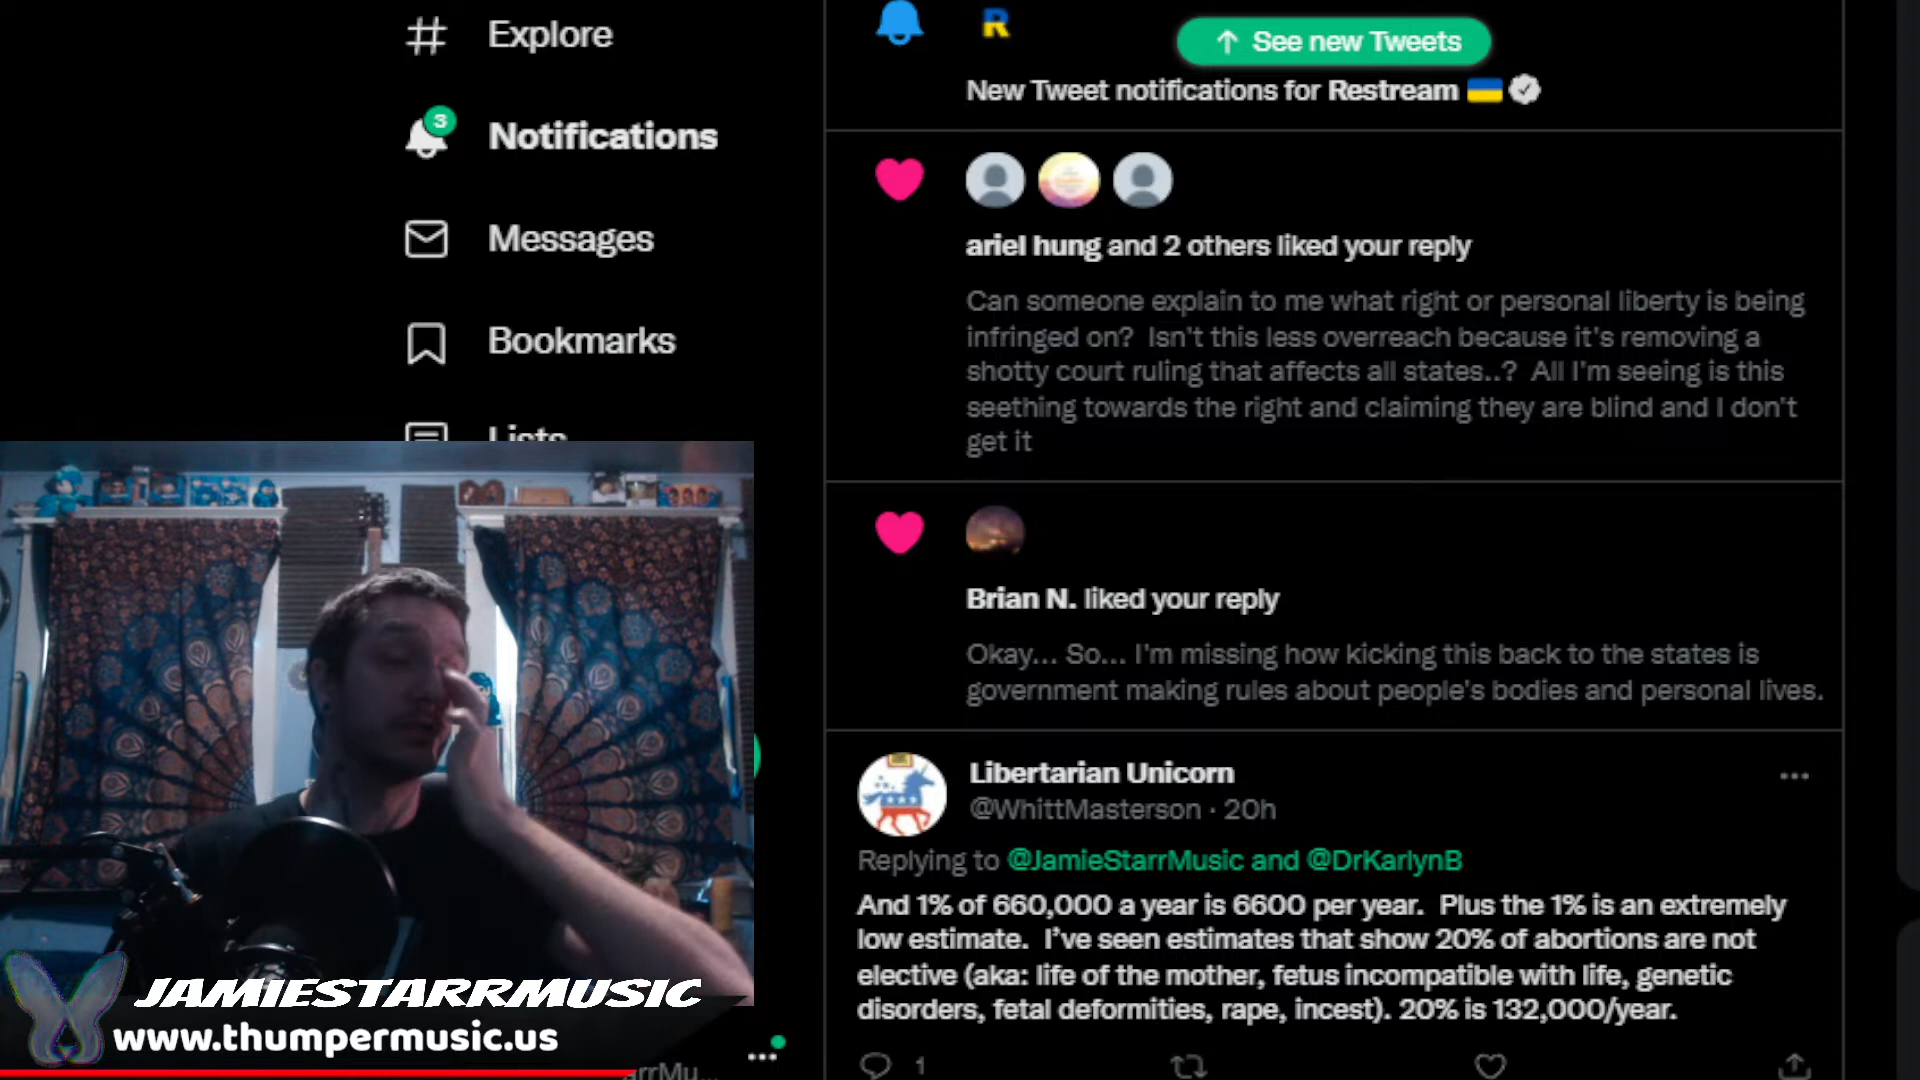 Explore
3
Notifications
Messages
Bookmarks
Lists
See new Tweets
New Tweet notifications for Restream
ariel hung and 2 others liked your reply
Can someone explain to me what right or personal liberty is being
infringed on? Isn't this less overreach because it's removing a
shotty court ruling that affects all states..? All I'm seeing is this
seething towards the right and claiming they are blind and I don't
get it
Brian N. liked your reply
Okay... So... I'm missing how kicking this back to the states is
government making rules about people's bodies and personal lives.
Libertarian Unicorn
@WhittMasterson · 20h
Replying to @JamieStarrMusic and @DrKarlynB
And 1% of 660,000 a year is 6600 per year. Plus the 1% is an extremely
low estimate. I've seen estimates that show 20% of abortions are not
elective (aka: life of the mother, fetus incompatible with life, genetic
disorders, fetal deformities, rape, incest). 20% is 132,000/year.
1
JAMIESTARRMUSIC
www.thumpermusic.us